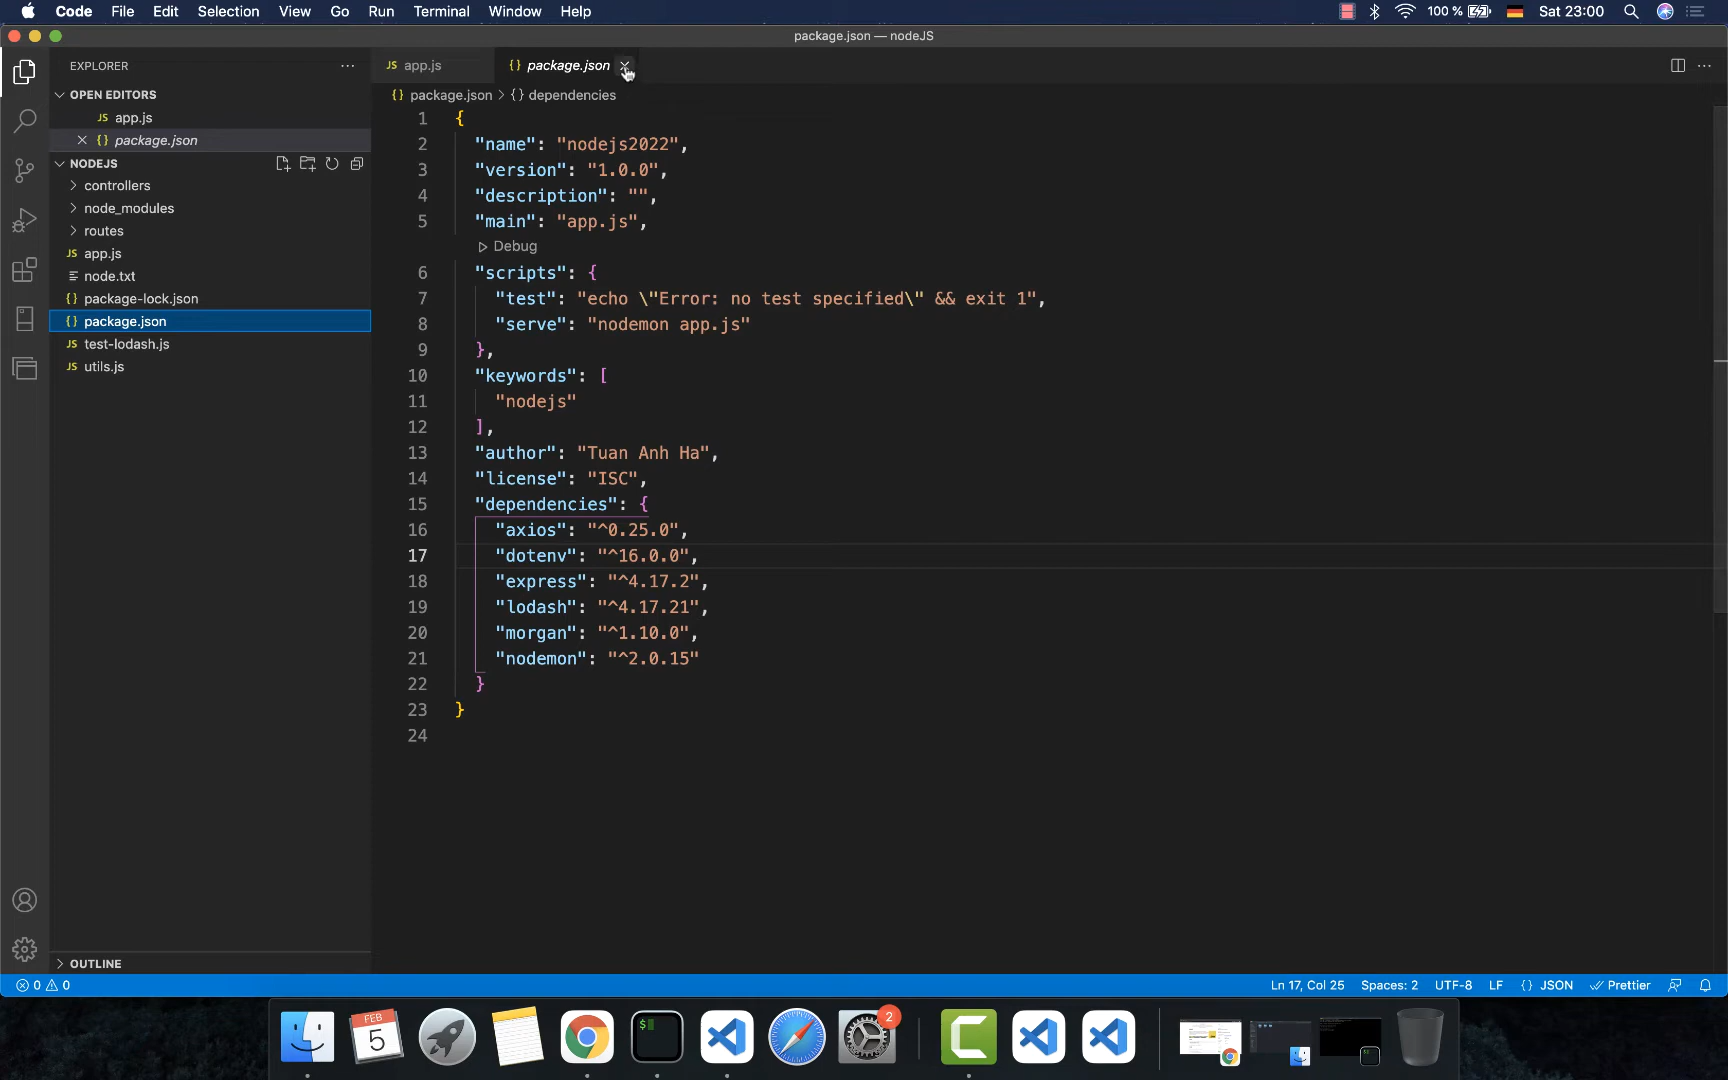 Code File Edit Selection View Go Run Terminal Window Help 100 % Sat 23:00
package.json — nodeJS
EXPLORER
OPEN EDITORS
JS app.js
{} package.json
NODEJS
controllers
node_modules
routes
JS app.js
node.txt
{} package-lock.json
{} package.json
JS test-lodash.js
JS utils.js
OUTLINE
JS app.js {} package.json
{} package.json > {} dependencies
1 {
2 "name": "nodejs2022",
3 "version": "1.0.0",
4 "description": "",
5 "main": "app.js",
Debug
6 "scripts": {
7 "test": "echo \"Error: no test specified\" && exit 1",
8 "serve": "nodemon app.js"
9 },
10 "keywords": [
11 "nodejs"
12 ],
13 "author": "Tuan Anh Ha",
14 "license": "ISC",
15 "dependencies": {
16 "axios": "^0.25.0",
17 "dotenv": "^16.0.0",
18 "express": "^4.17.2",
19 "lodash": "^4.17.21",
20 "morgan": "^1.10.0",
21 "nodemon": "^2.0.15"
22 }
23 }
24
0 0 Ln 17, Col 25 Spaces: 2 UTF-8 LF {} JSON Prettier
FEB
5
$
2
C